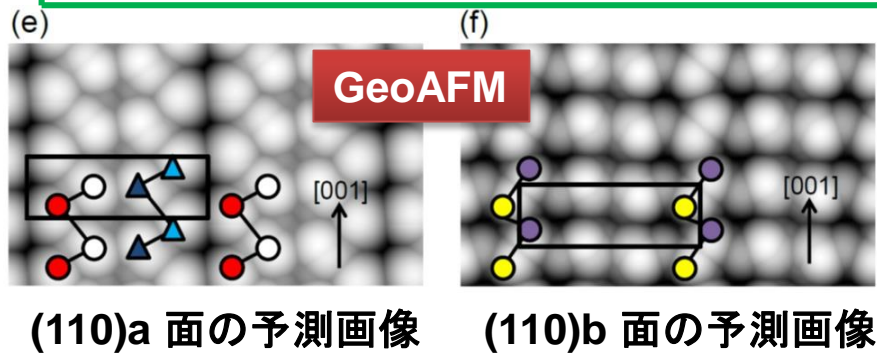 (e)
(f)
GeoAFM
[001]
[001]
(110)a 面の予測画像
(110)b 面の予測画像